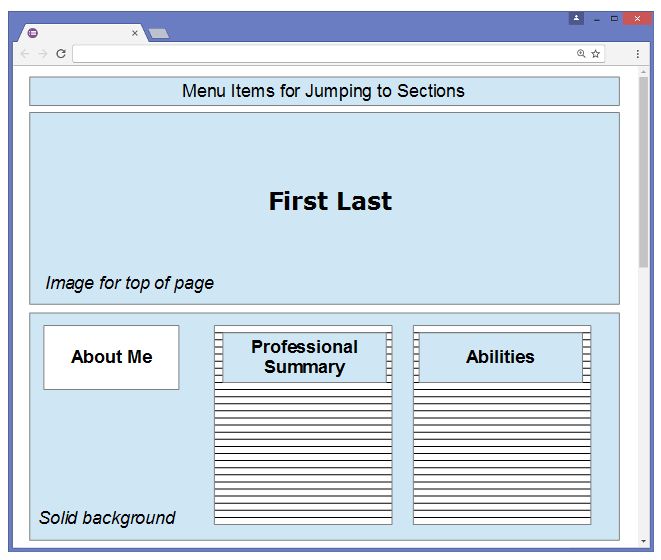 Menu Items for Jumping to Sections
First Last
Image for top of page
About Me
Professional
Summary
Abilities
Solid background